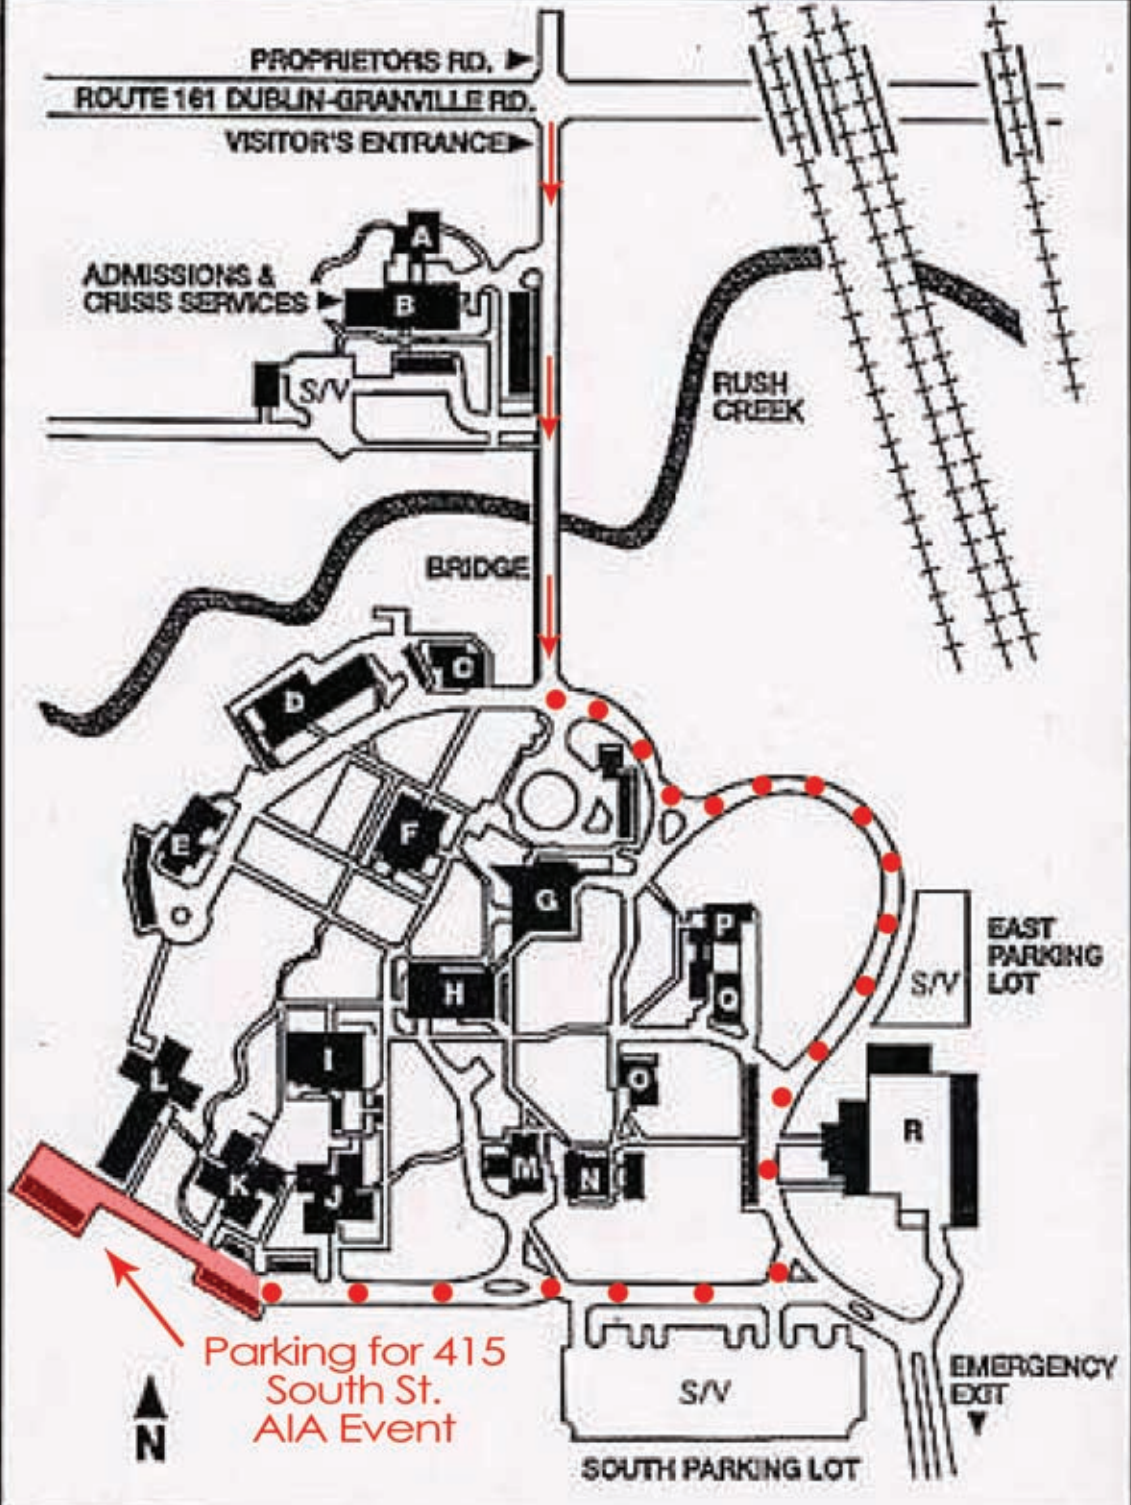 PROPRIETORS RD.
ROUTE 161 DUBLIN-GRANVILLE RD.
VISITOR'S ENTRANCE
A
ADMISSIONS &
CRISIS SERVICES
B
S/V
RUSH
CREEK
BRIDGE
C
D
E
F
G
P
EAST
PARKING
LOT
S/V
H
Q
I
O
L
R
M
N
K
J
Parking for 415
South St.
AIA Event
N
S/V
EMERGENCY
EXIT
SOUTH PARKING LOT